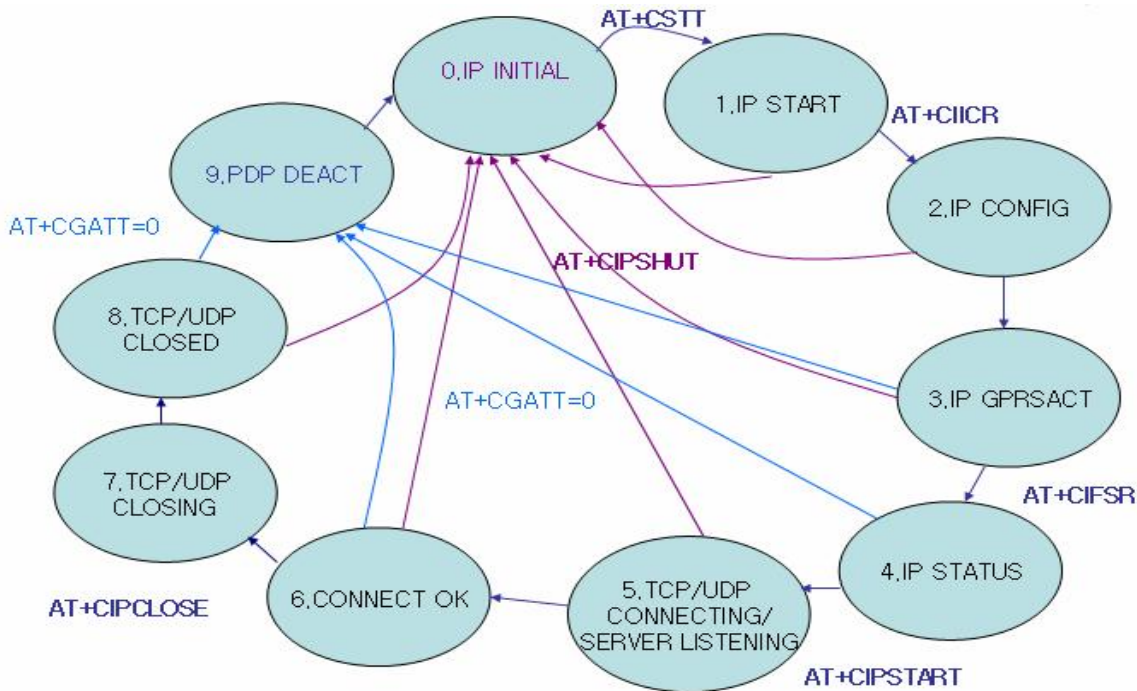 AT+CSTT
0,IP INITIAL
1,IP START
AT+CIICR
9,PDP DEACT
2,IP CONFIG
AT+CGATT=0
AT+CIPSHUT
8,TCP/UDP
CLOSED
3,IP GPRSACT
AT+CGATT=0
7,TCP/UDP
CLOSING
AT+CIFSR
4,IP STATUS
6,CONNECT OK
5,TCP/UDP
CONNECTING/
SERVER LISTENING
AT+CIPCLOSE
AT+CIPSTART